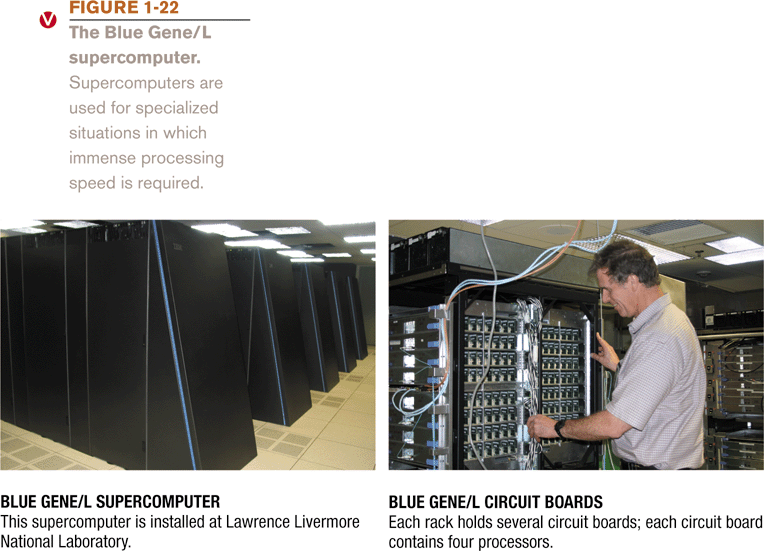 V
FIGURE 1-22
The Blue Gene/L
supercomputer.
Supercomputers are
used for specialized
situations in which
immense processing
speed is required.
BLUE GENE/L SUPERCOMPUTER
This supercomputer is installed at Lawrence Livermore
National Laboratory.
BLUE GENE/L CIRCUIT BOARDS
Each rack holds several circuit boards; each circuit board
contains four processors.